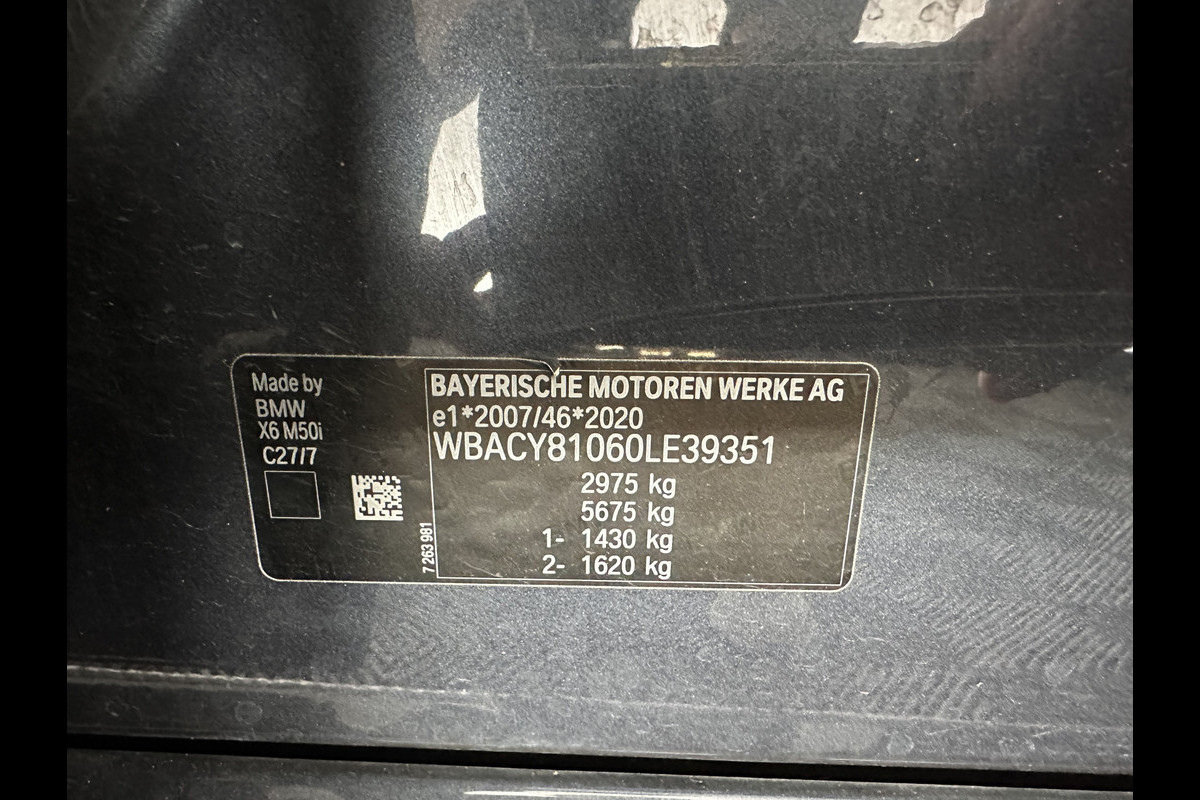 Made by
BMW
X6 M50i
C27/7
7 263 981
BAYERISCHE MOTOREN WERKE AG
e1*2007/46*2020
WBACY81060LE39351
2975 kg
5675 kg
1- 1430 kg
2- 1620 kg